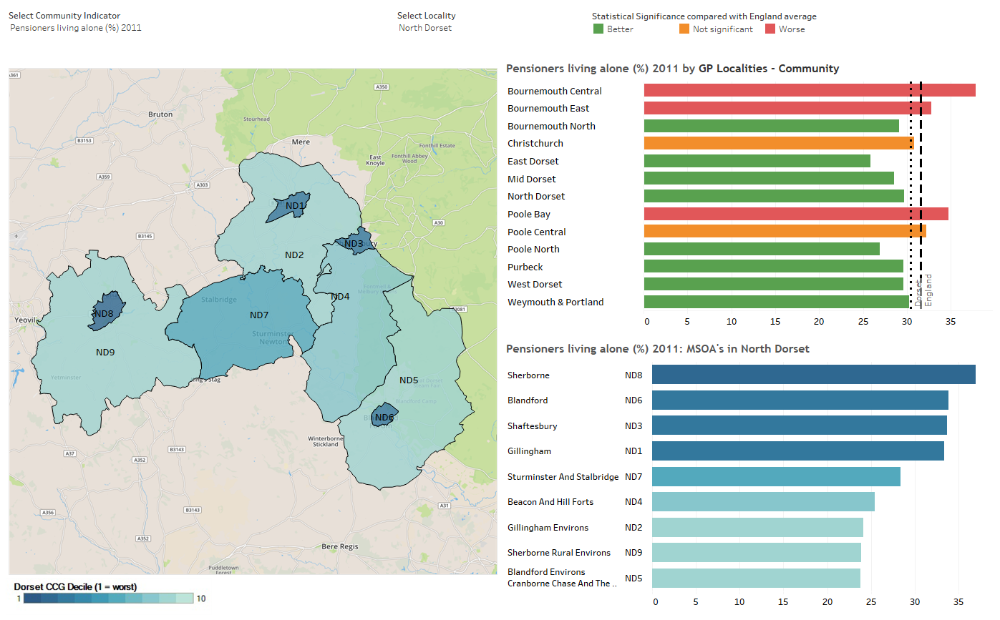 Select Community Indicator
Pensioners living alone (%) 2011
Select Locality
North Dorset
Statistical Significance compared with England average
Better
Not significant
Worse
A361
A350
Bruton
Stourhead
B3153
Mere
Fonthill Estate
East
Knoyle
Fonthill Abbey
Wood
A359
A303
ND1
A30
B3145
ND3
ND2
ND4
Stalbridge
ND8
ND7
3081
Yeovil
Sturminster
Newton
ND9
Yetminster
ND5
Blandford Camp
ND6
Winterborne
Stickland
A37
B3143
A352
A356
B3143
A31
A352
Bere Regis
Puddletown
Forest
Dorset CCG Decile (1 = worst)
1
10
Pensioners living alone (%) 2011 by GP Localities - Community
Bournemouth Central
Bournemouth East
Bournemouth North
Christchurch
East Dorset
Mid Dorset
North Dorset
Poole Bay
Poole Central
Poole North
Purbeck
West Dorset
Weymouth & Portland
Dorset
England
0 5 10 15 20 25 30 35
Pensioners living alone (%) 2011: MSOA's in North Dorset
Sherborne ND8
Blandford ND6
Shaftesbury ND3
Gillingham ND1
Sturminster And Stalbridge ND7
Beacon And Hill Forts ND4
Gillingham Environs ND2
Sherborne Rural Environs ND9
Blandford Environs
Cranborne Chase And The .. ND5
0 5 10 15 20 25 30 35